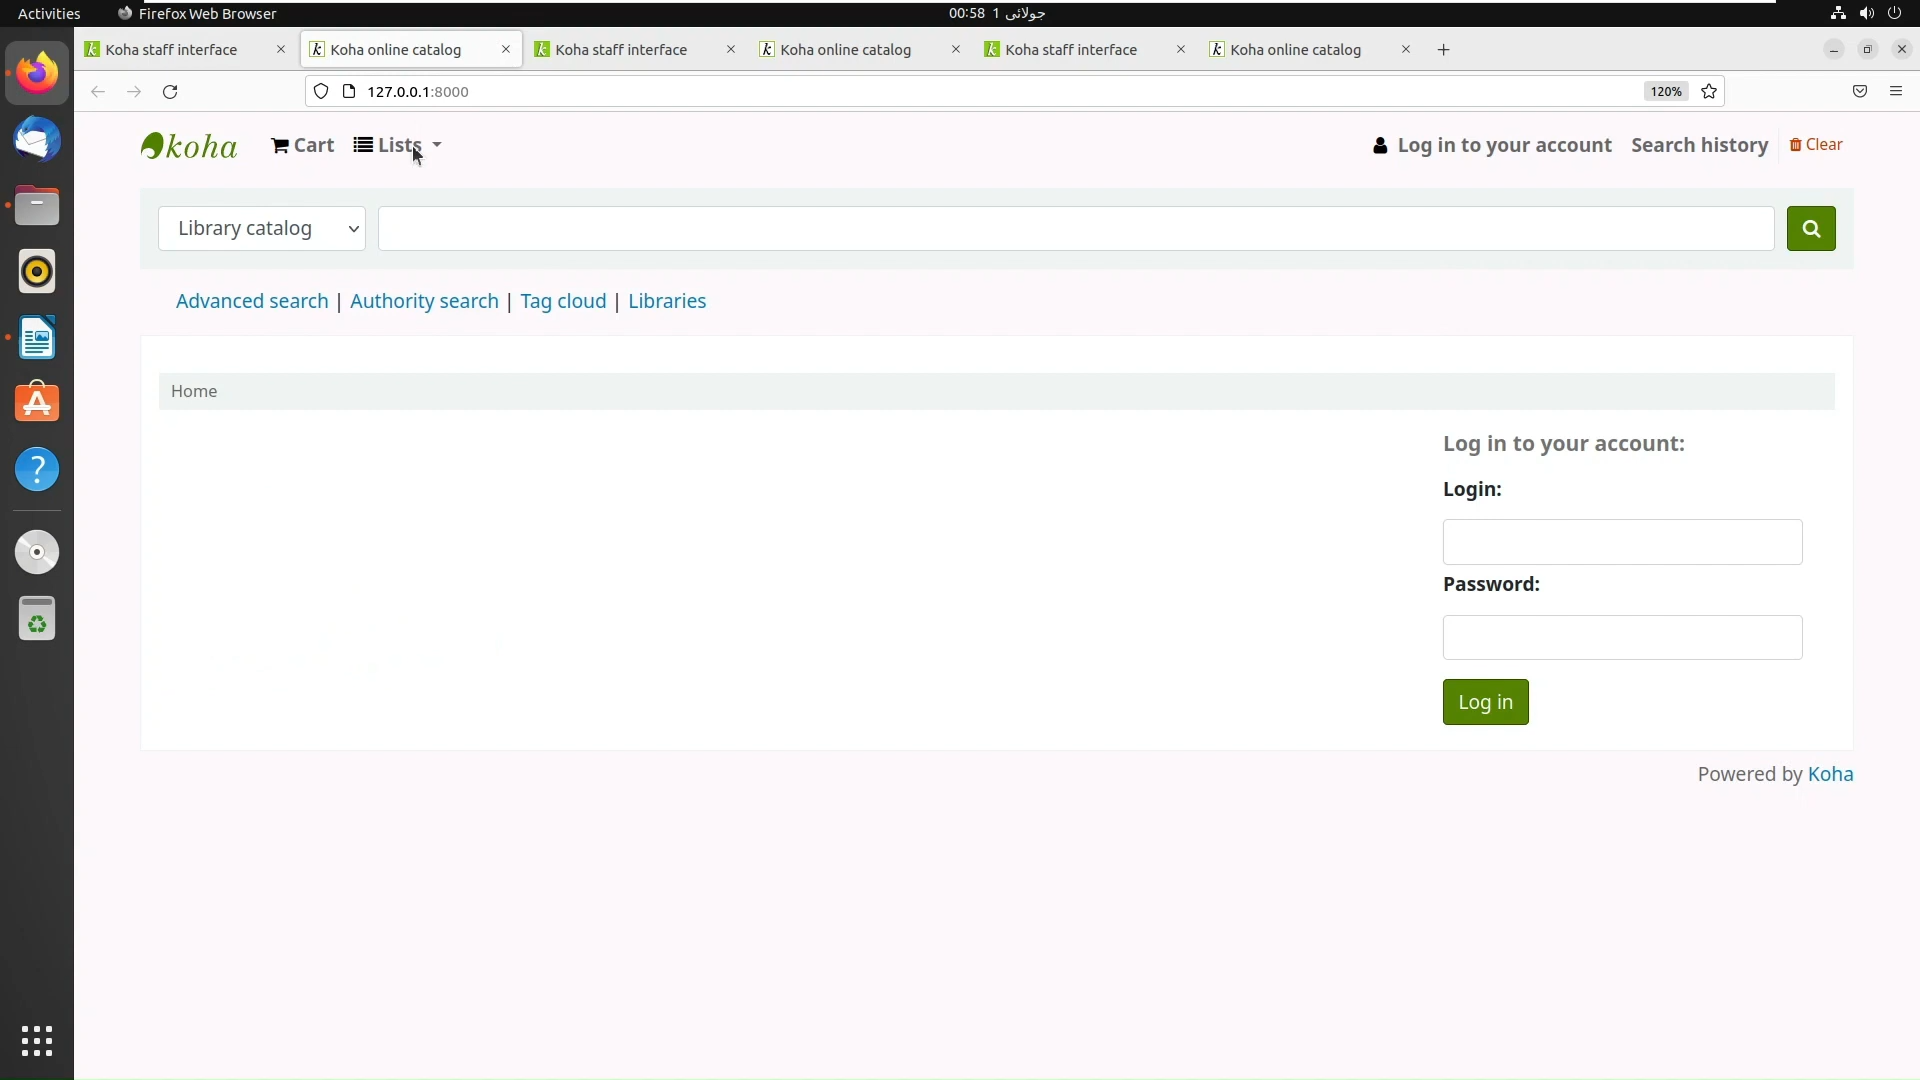 Activities Firefox Web Browser 00:58 1 جولائی
Koha staff interface Koha online catalog Koha staff interface Koha online catalog Koha staff interface Koha online catalog
127.0.0.1:8000 120%
koha Cart Lists Log in to your account Search history Clear
Library catalog
Advanced search | Authority search | Tag cloud | Libraries
Home
Log in to your account:
Login:
Password:
Log in
Powered by Koha